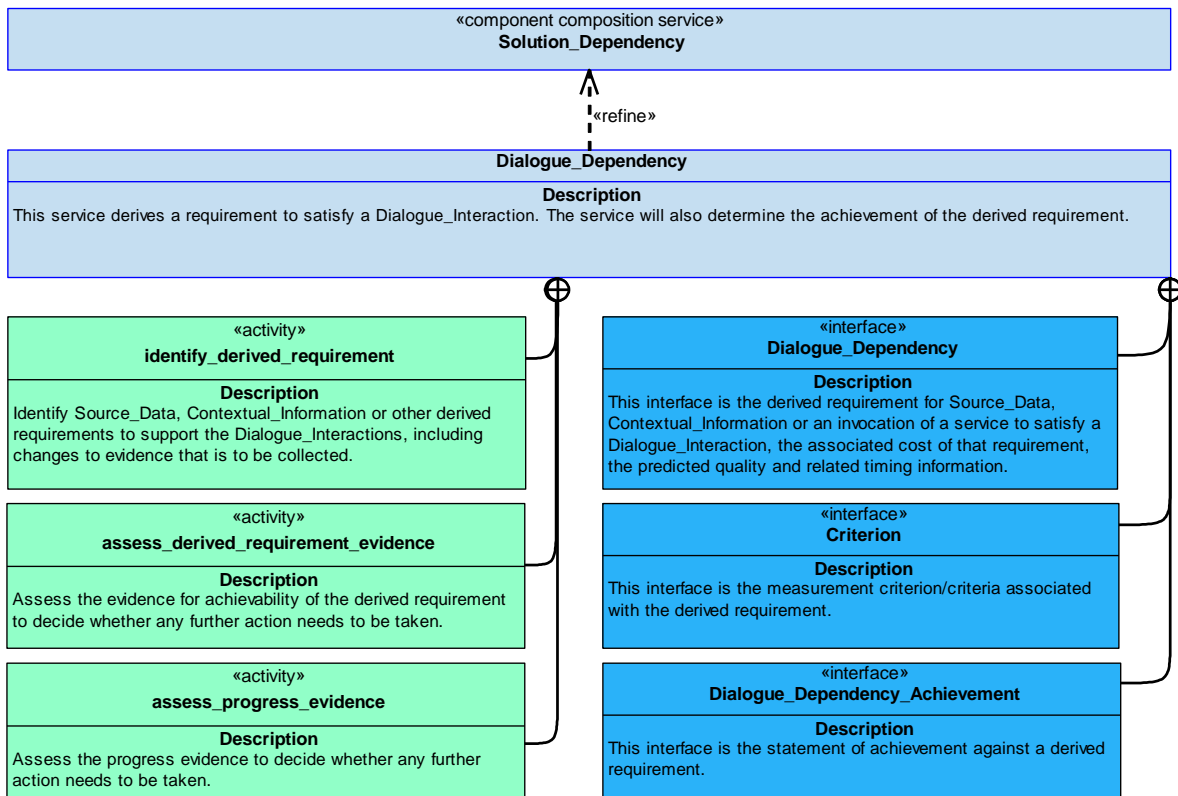 «component composition service»
Solution_Dependency
«refine»
Dialogue_Dependency
Description
This service derives a requirement to satisfy a Dialogue_Interaction. The service will also determine the achievement of the derived requirement.
«activity»
identify_derived_requirement
Description
Identify Source_Data, Contextual_Information or other derived
requirements to support the Dialogue_Interactions, including
changes to evidence that is to be collected.
«activity»
assess_derived_requirement_evidence
Description
Assess the evidence for achievability of the derived requirement
to decide whether any further action needs to be taken.
«activity»
assess_progress_evidence
Description
Assess the progress evidence to decide whether any further
action needs to be taken.
«interface»
Dialogue_Dependency
Description
This interface is the derived requirement for Source_Data,
Contextual_Information or an invocation of a service to satisfy a
Dialogue_Interaction, the associated cost of that requirement,
the predicted quality and related timing information.
«interface»
Criterion
Description
This interface is the measurement criterion/criteria associated
with the derived requirement.
«interface»
Dialogue_Dependency_Achievement
Description
This interface is the statement of achievement against a derived
requirement.